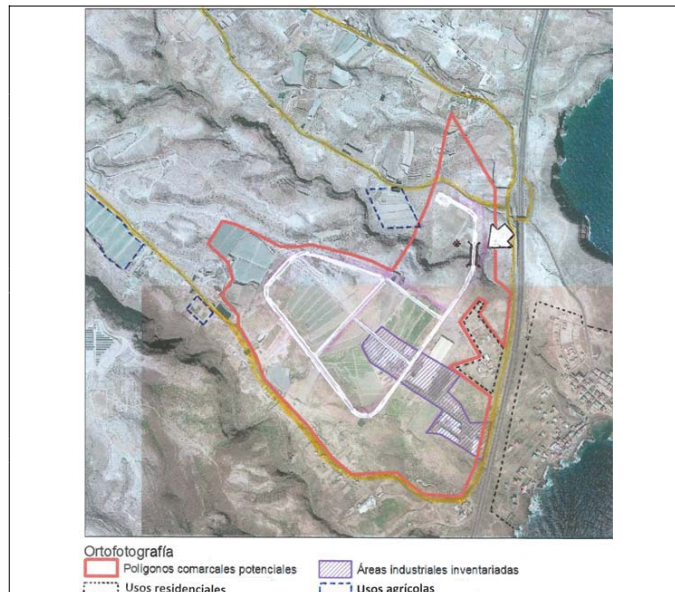 Ortofotografía
Polígonos comarcales potenciales
Áreas industriales inventariadas
Usos residenciales
Usos agrícolas